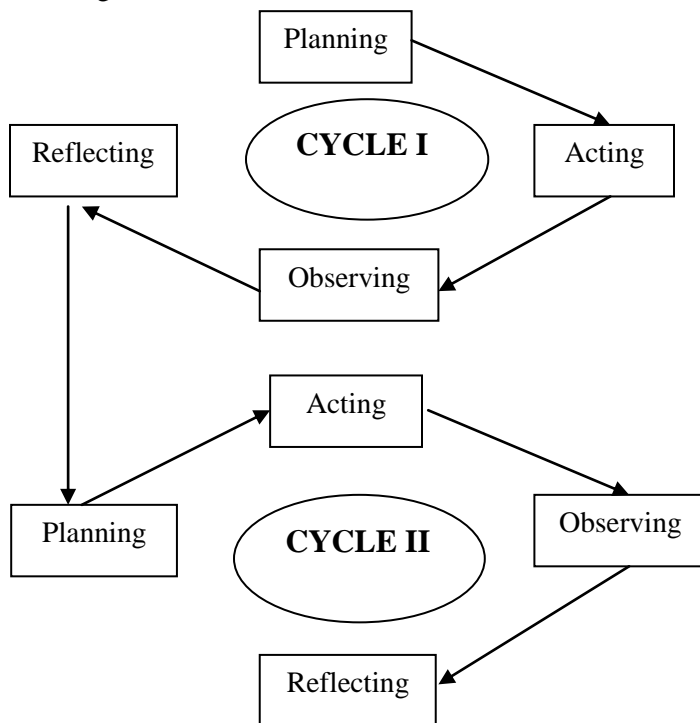 Planning
CYCLE I
Reflecting
Acting
Observing
Acting
Planning
CYCLE II
Observing
Reflecting